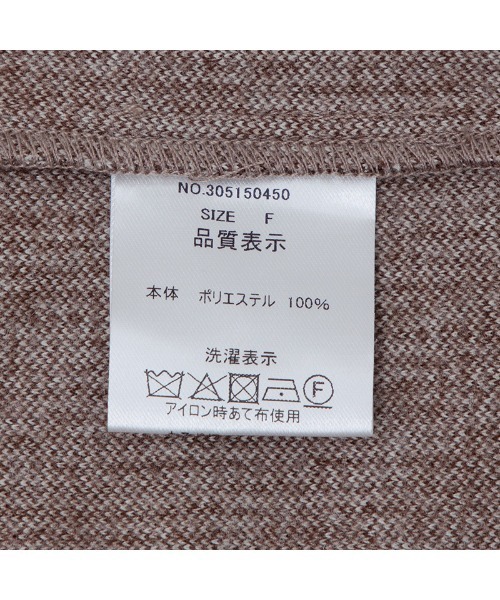 NO.305150450
SIZE F
品質表示
本体 ポリエステル 100%
洗濯表示
F
アイロン時あて布使用